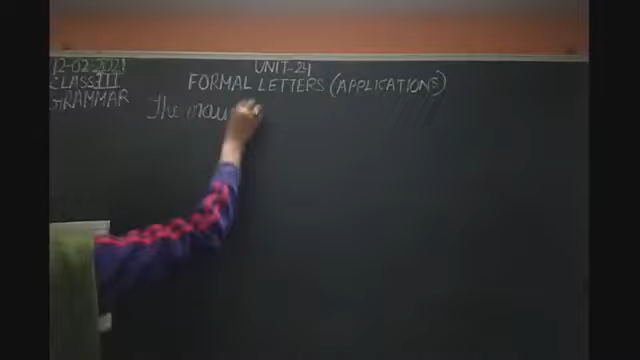 12-02-2021
CLASS III
GRAMMAR
UNIT-24
FORMAL LETTERS (APPLICATIONS)
The